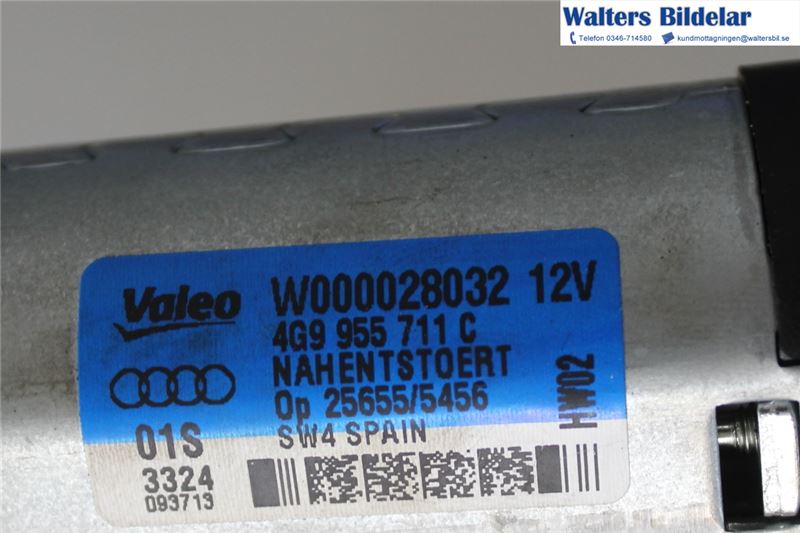 Walters Bildelar
Telefon 0346-714580 kundmottagningen@waltersbil.se
Valeo W000028032 12V
4G9 955 711 C
NAHENTSTOERT
Op 25655/5456
HW02
01S
SW4 SPAIN
3324
093713